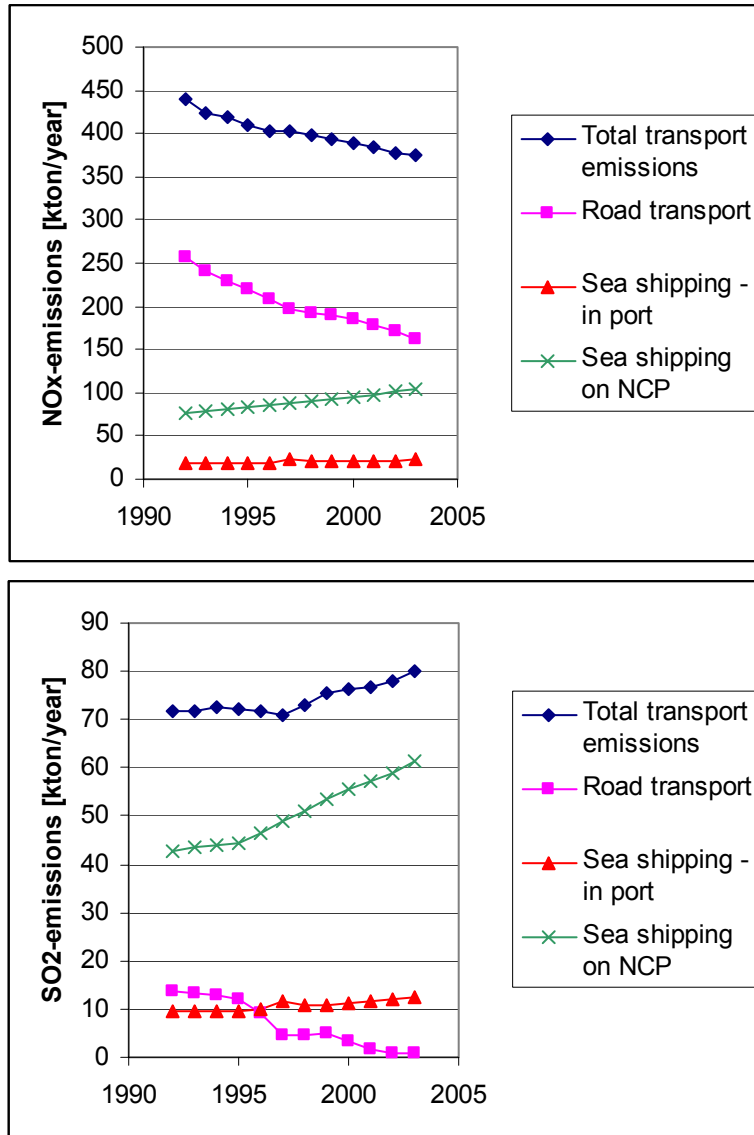 NOx-emissions [kton/year]
500
450
400
350
300
250
200
150
100
50
0
1990
1995
2000
2005
Total transport
emissions
Road transport
Sea shipping -
in port
Sea shipping
on NCP
SO2-emissions [kton/year]
90
80
70
60
50
40
30
20
10
0
1990
1995
2000
2005
Total transport
emissions
Road transport
Sea shipping -
in port
Sea shipping
on NCP